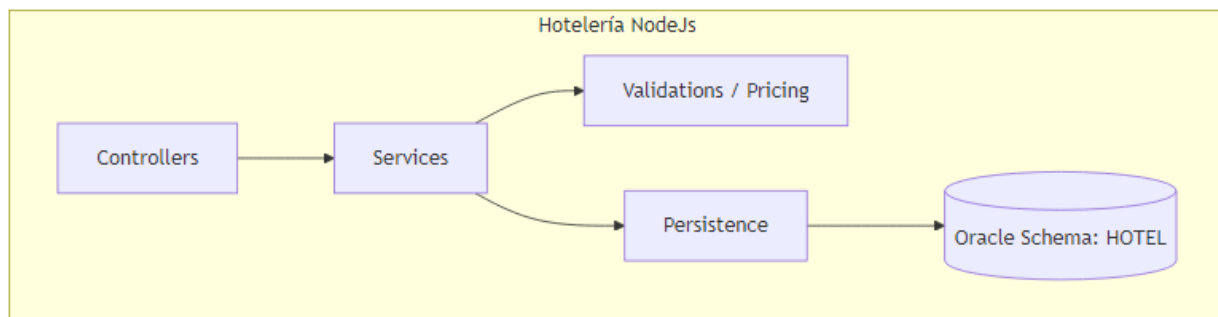 Hotelería NodeJs
Validations / Pricing
Controllers
Services
Persistence
Oracle Schema: HOTEL